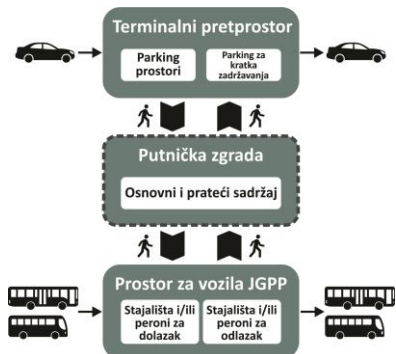 Terminalni pretprostor
Parking
prostori
Parking za
kratka
zadržavanja
Putnička zgrada
Osnovni i prateći sadržaj
Prostor za vozila JGPP
Stajališta i/ili
peroni za
dolazak
Stajališta i/ili
peroni za
odlazak